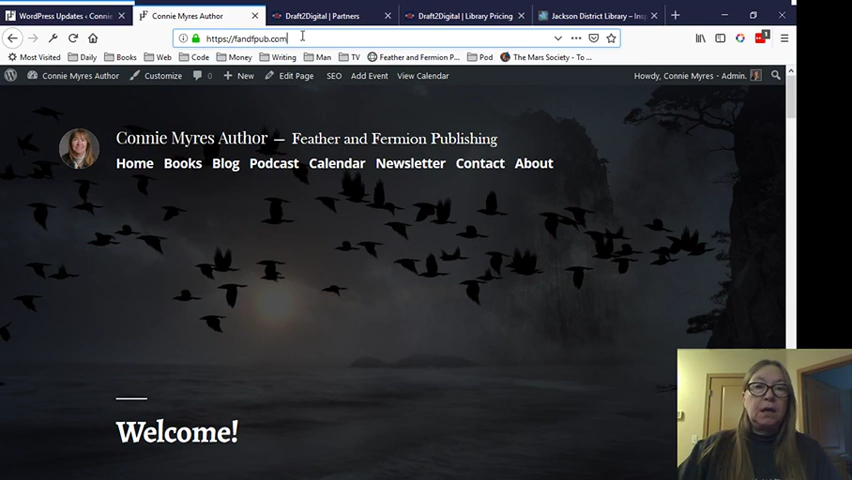 WordPress Updates ‹ Connie
Connie Myres Author
Draft2Digital | Partners
Draft2Digital | Library Pricing
Jackson District Library – Insp
https://fandfpub.com
Most Visited
Daily
Books
Web
Code
Money
Writing
Man
TV
Feather and Fermion P...
Pod
The Mars Society - To ...
Connie Myres Author
Customize
0
New
Edit Page
SEO
Add Event
View Calendar
Howdy, Connie Myres - Admin.
Connie Myres Author — Feather and Fermion Publishing
Home Books Blog Podcast Calendar Newsletter Contact About
Welcome!